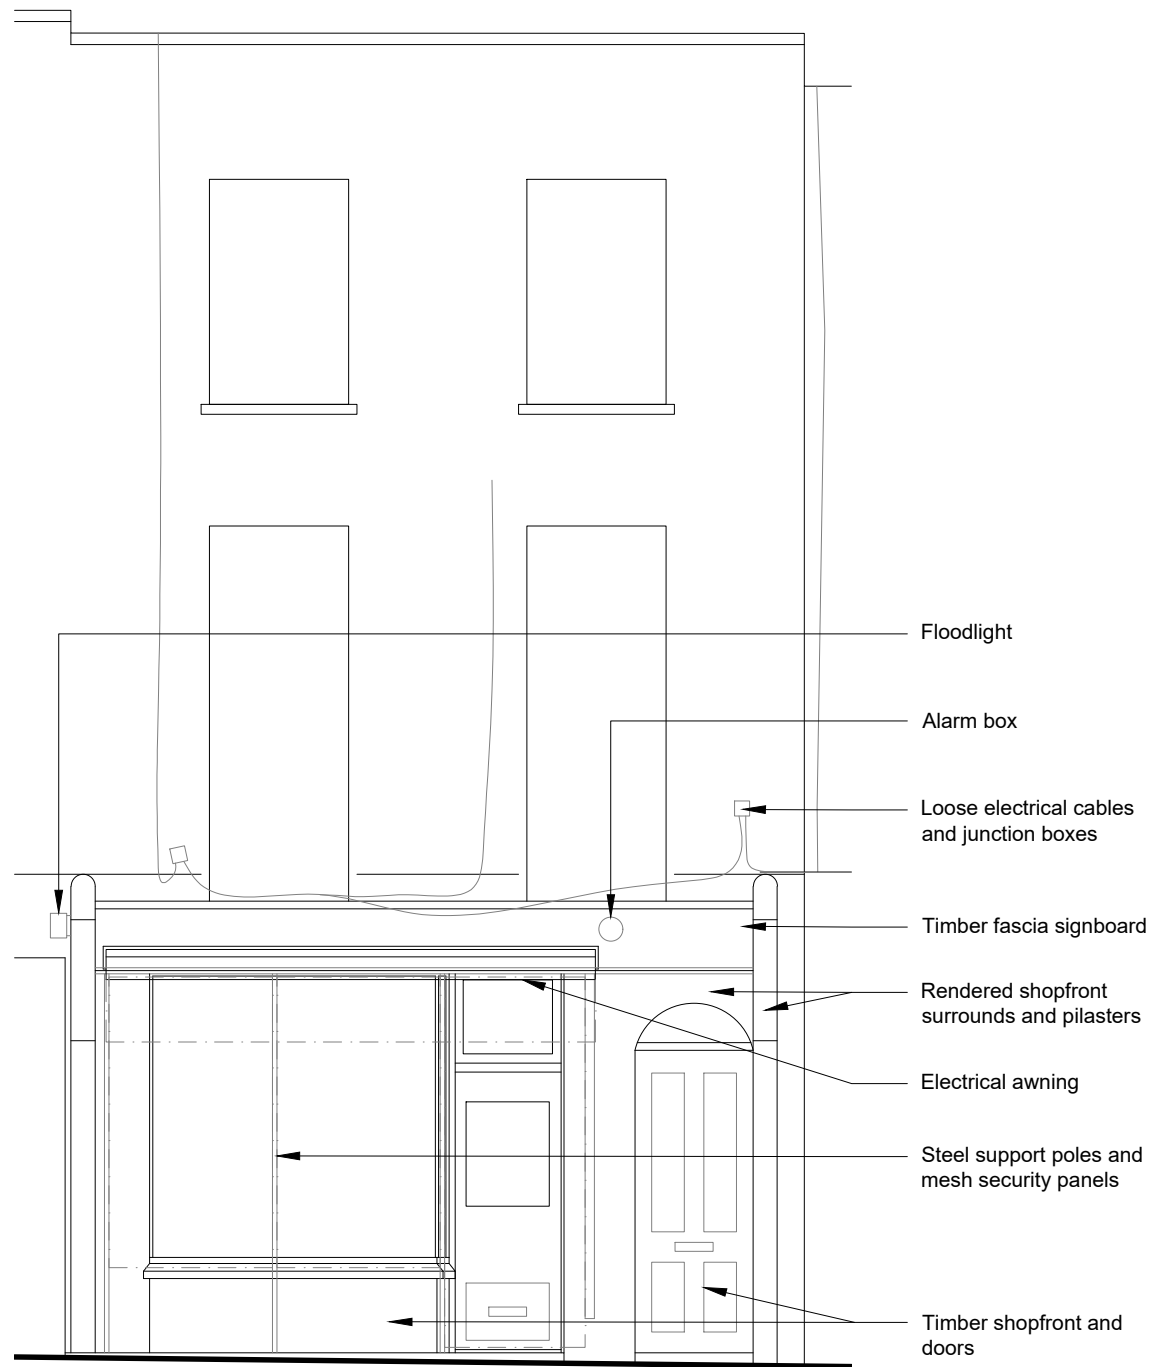 Floodlight
Alarm box
Loose electrical cables
and junction boxes
Timber fascia signboard
Rendered shopfront
surrounds and pilasters
Electrical awning
Steel support poles and
mesh security panels
Timber shopfront and
doors